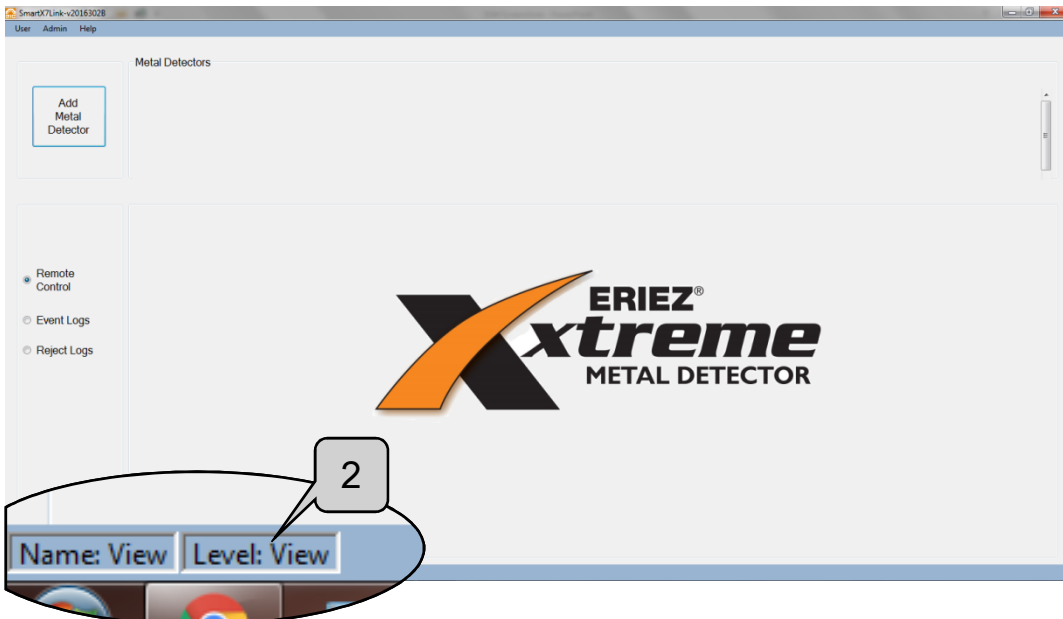 SmartX7Link-v20163028
User Admin Help
Metal Detectors
Add
Metal
Detector
Remote
Control
Event Logs
Reject Logs
ERIEZ®
xtreme
METAL DETECTOR
2
Name: View Level: View